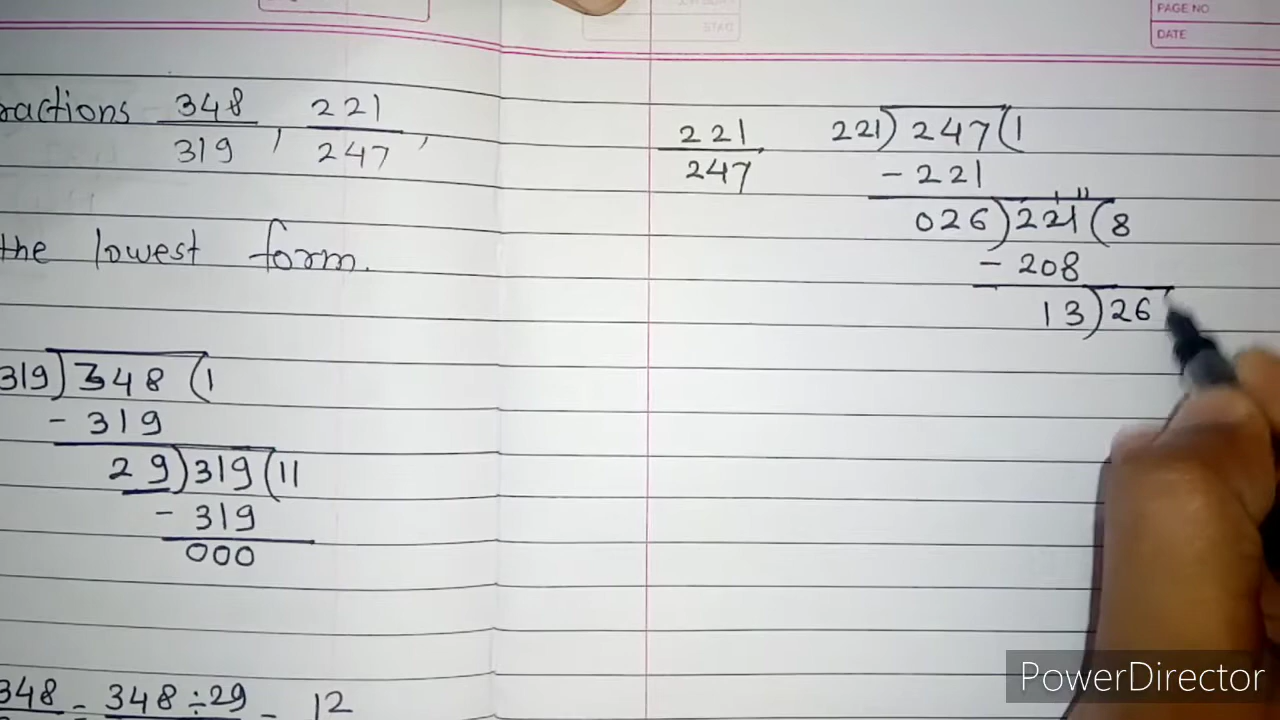 PAGE NO
DATE
ractions 348/319 , 221/247 ,
the lowest form.
319)348(1
- 319
29)319(11
- 319
000
348 = 348÷29 = 12
221/247
221)247(1
- 221
026)221(8
- 208
13)26
PowerDirector